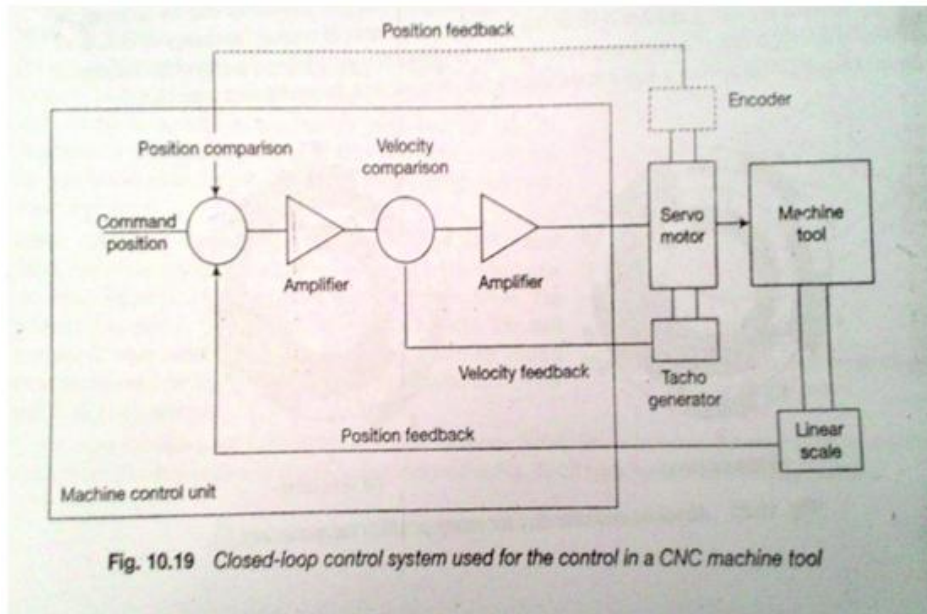 Position feedback
Encoder
Position comparison
Velocity
comparison
Command
position
Servo
motor
Machine
tool
Amplifier
Amplifier
Velocity feedback
Tacho
generator
Position feedback
Linear
scale
Machine control unit
Fig. 10.19 Closed-loop control system used for the control in a CNC machine tool